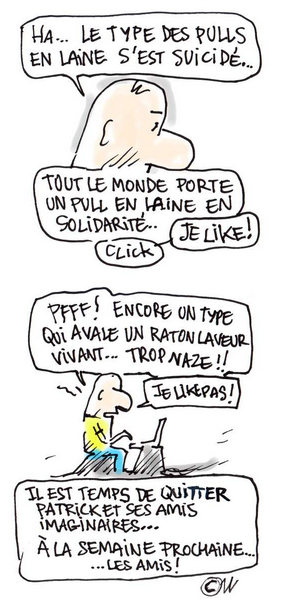 HA... LE TYPE DES PULLS
EN LAINE S'EST SUICIDÉ...
TOUT LE MONDE PORTE
UN PULL EN LAINE EN
SOLIDARITÉ...
JE LIKE!
CLICK
PFFF! ENCORE UN TYPE
QUI AVALE UN RATON LAVEUR
VIVANT... TROP NAZE!!
JE LIKE PAS!
H
IL EST TEMPS DE QUITTER
PATRICK ET SES AMIS
IMAGINAIRES...
À LA SEMAINE PROCHAINE...
...LES AMIS!